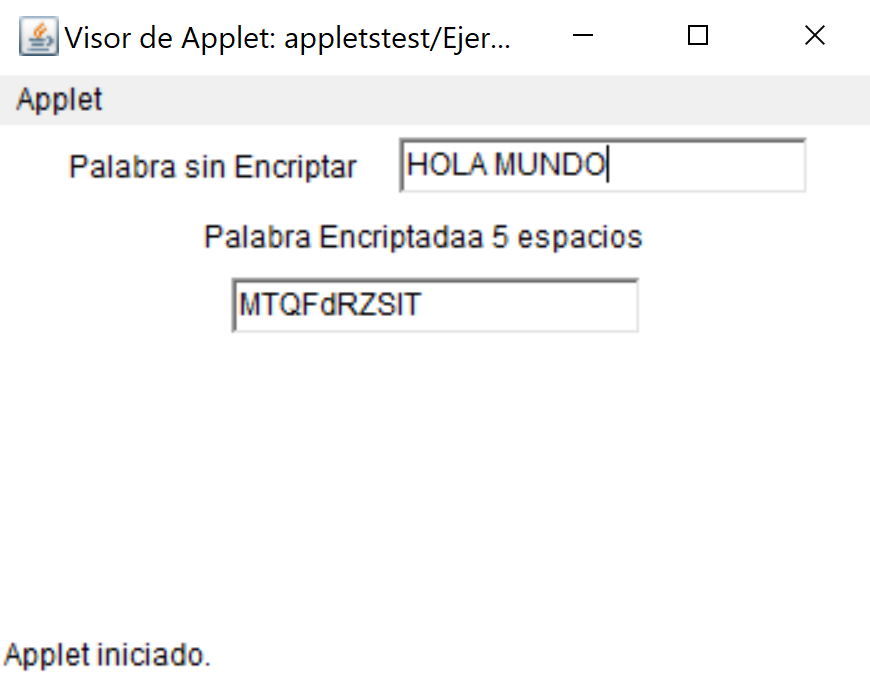 Visor de Applet: appletstest/Ejer...
Applet
Palabra sin Encriptar HOLA MUNDO
Palabra Encriptadaa 5 espacios
MTQFdRZSIT
Applet iniciado.